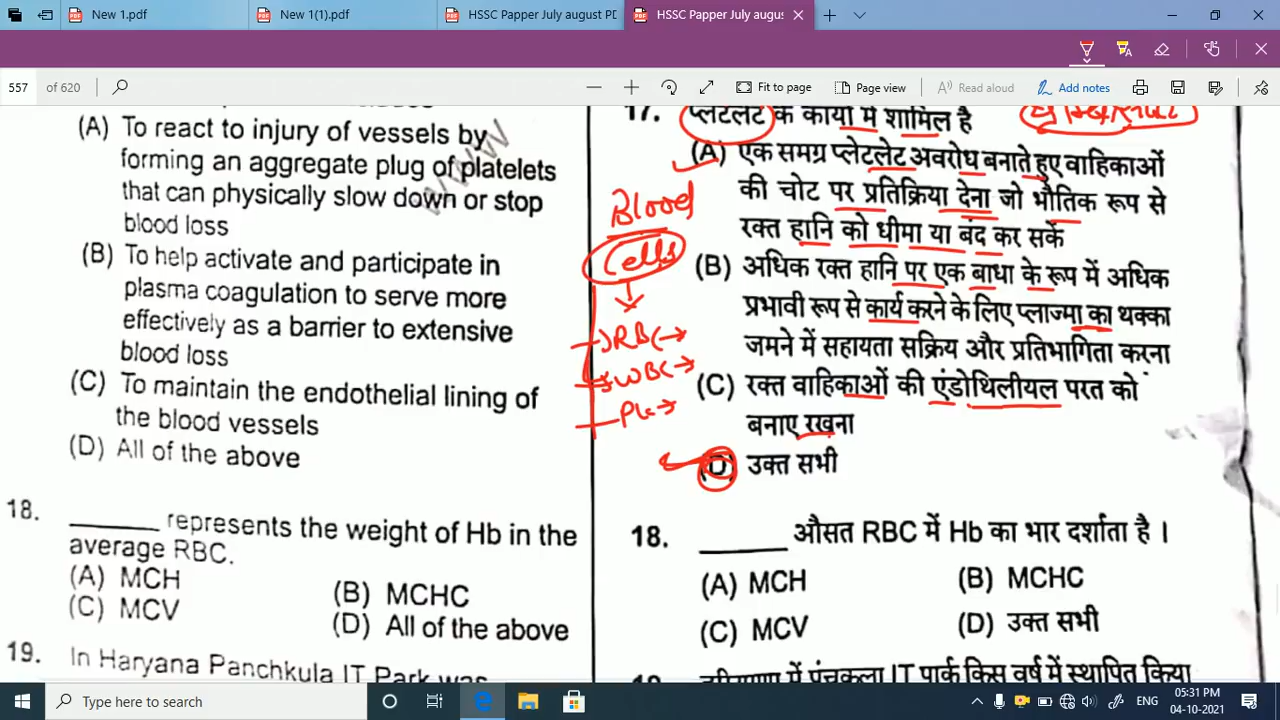 New 1.pdf
New 1(1).pdf
HSSC Papper July august PD
HSSC Papper July augus
557 of 620
Fit to page
Page view
Read aloud
Add notes
(A) To react to injury of vessels by
forming an aggregate plug of platelets
that can physically slow down or stop
blood loss
(B) To help activate and participate in
plasma coagulation to serve more
effectively as a barrier to extensive
blood loss
(C) To maintain the endothelial lining of
the blood vessels
(D) All of the above
18. ______ represents the weight of Hb in the
average RBC.
(A) MCH
(B) MCHC
(C) MCV
(D) All of the above
19. In Haryana Panchkula IT Park was
www
Blood
Cells
RBC
WBC
17. प्लेटलेट के कार्यों में शामिल है
(A) एक समग्र प्लेटलेट अवरोध बनाते हुए वाहिकाओं
की चोट पर प्रतिक्रिया देना जो भौतिक रूप से
रक्त हानि को धीमा या बंद कर सकें
(B) अधिक रक्त हानि पर एक बाधा के रूप में अधिक
प्रभावी रूप से कार्य करने के लिए प्लाज्मा का थक्का
जमने में सहायता सक्रिय और प्रतिभागिता करना
(C) रक्त वाहिकाओं की एंडोथिलीयल परत को
बनाए रखना
(D) उक्त सभी
18. ______ औसत RBC में Hb का भार दर्शाता है ।
(A) MCH
(B) MCHC
(C) MCV
(D) उक्त सभी
हरियाणा में पंचकूला IT पार्क किस वर्ष में स्थापित किया
Type here to search
ENG
05:31 PM
04-10-2021